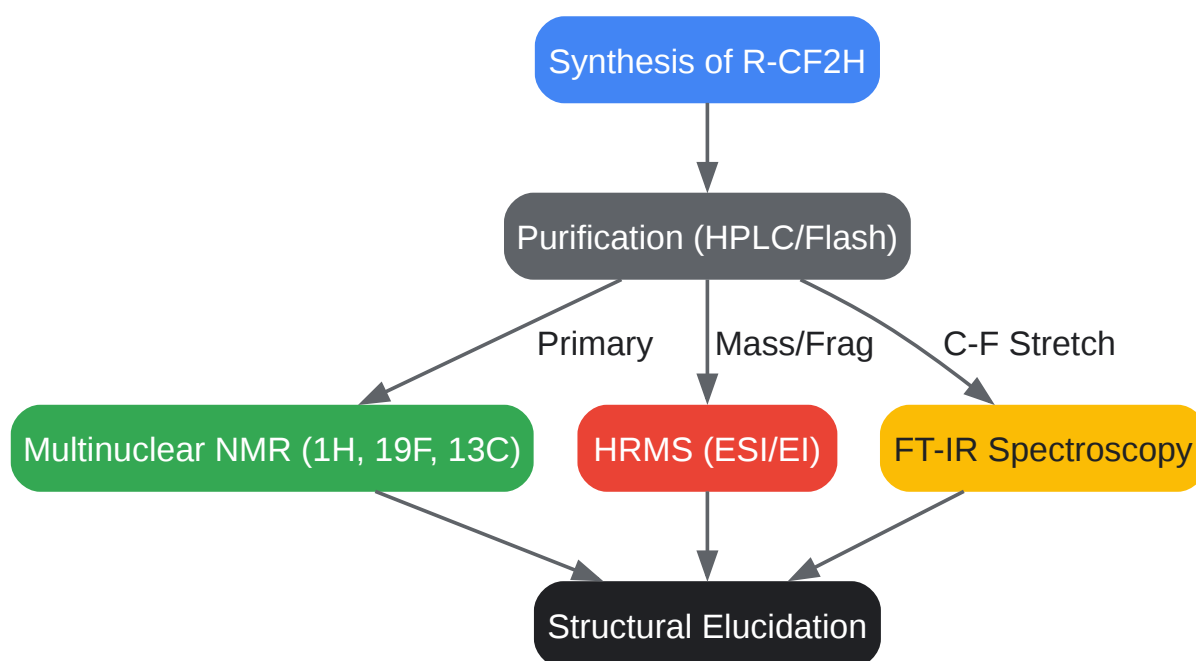 Synthesis of R-CF2H
Purification (HPLC/Flash)
Primary
Mass/Frag
C-F Stretch
Multinuclear NMR (1H, 19F, 13C)
HRMS (ESI/EI)
FT-IR Spectroscopy
Structural Elucidation